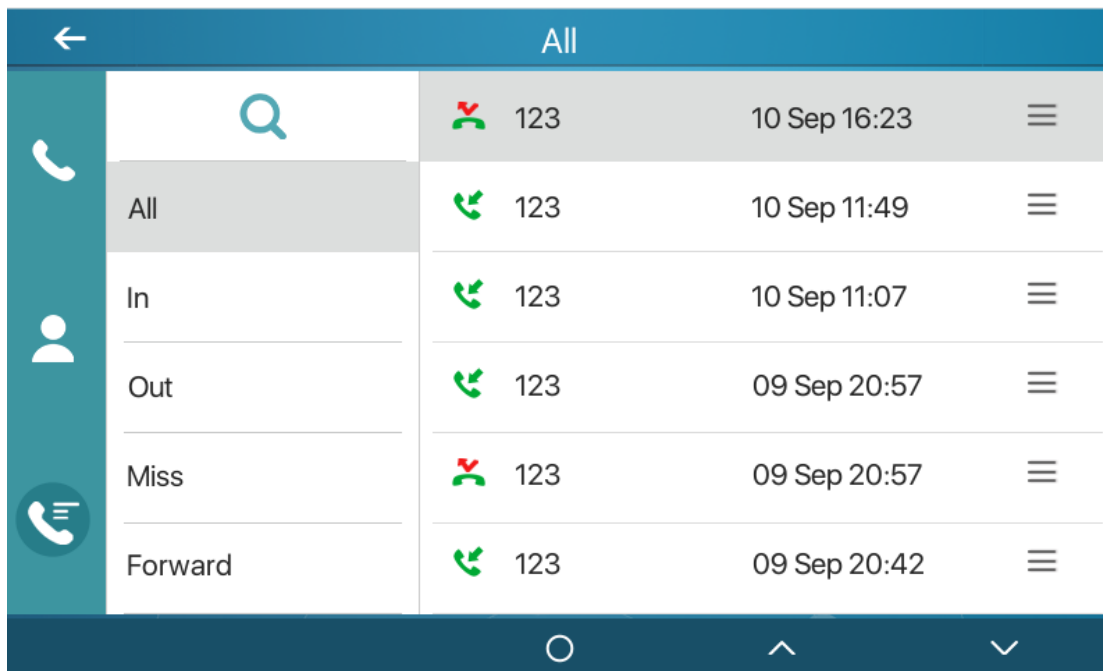 All
All
In
Out
Miss
Forward
123 10 Sep 16:23
123 10 Sep 11:49
123 10 Sep 11:07
123 09 Sep 20:57
123 09 Sep 20:57
123 09 Sep 20:42